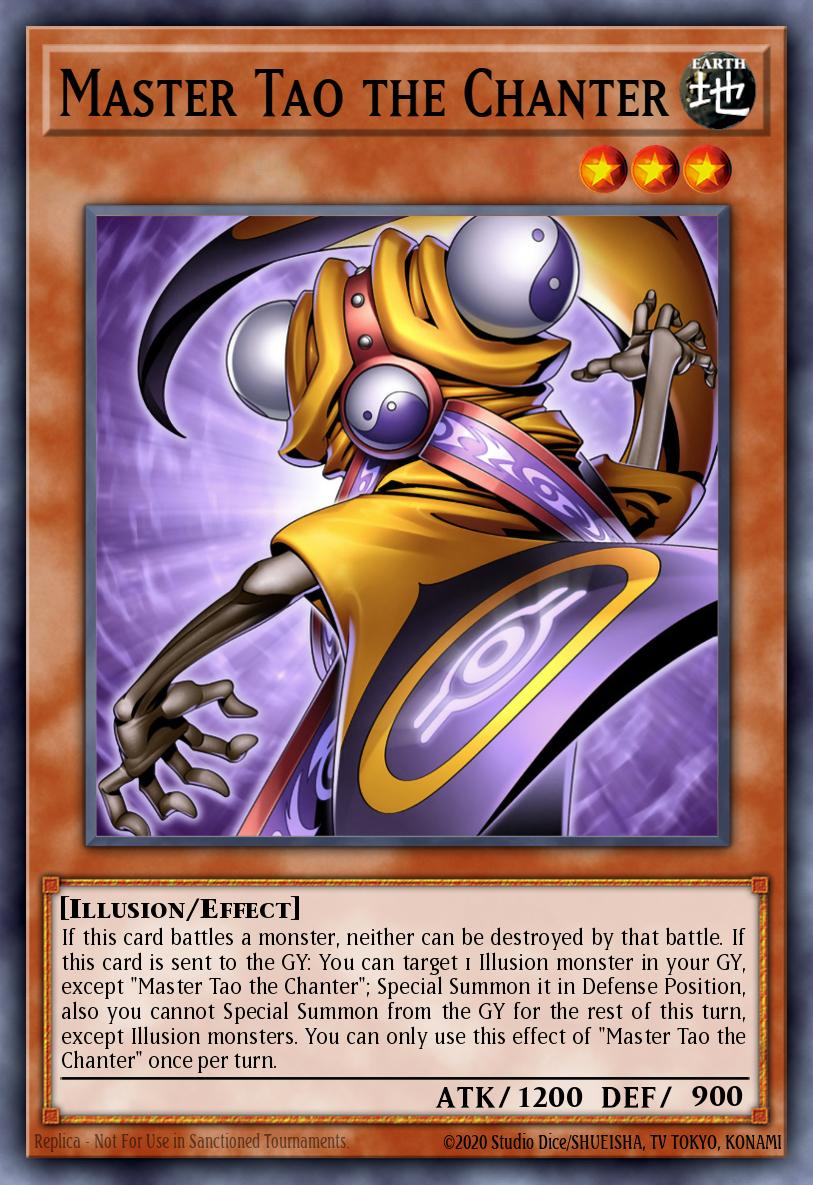 Master Tao the Chanter
EARTH
地
[Illusion/Effect]
If this card battles a monster, neither can be destroyed by that battle. If
this card is sent to the GY: You can target 1 Illusion monster in your GY,
except "Master Tao the Chanter"; Special Summon it in Defense Position,
also you cannot Special Summon from the GY for the rest of this turn,
except Illusion monsters. You can only use this effect of "Master Tao the
Chanter" once per turn.
ATK/1200 DEF/ 900
Replica - Not For Use in Sanctioned Tournaments.
©2020 Studio Dice/SHUEISHA, TV TOKYO, KONAMI